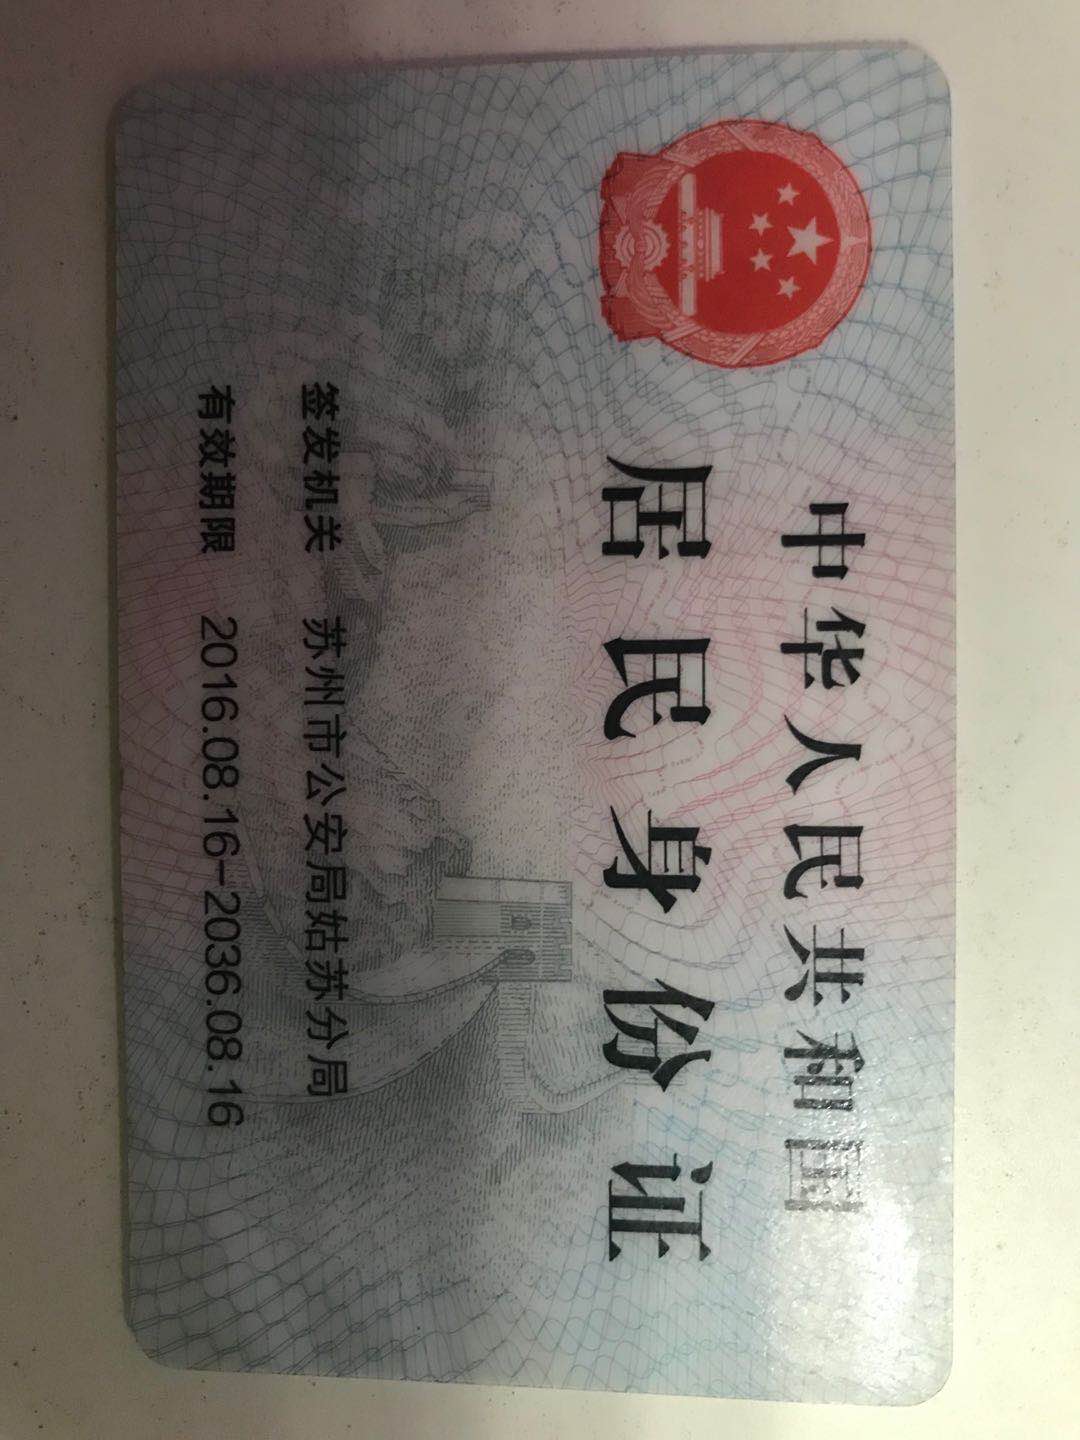 中华人民共和国
居民身份证
签发机关 苏州市公安局姑苏分局
有效期限 2016.08.16-2036.08.16